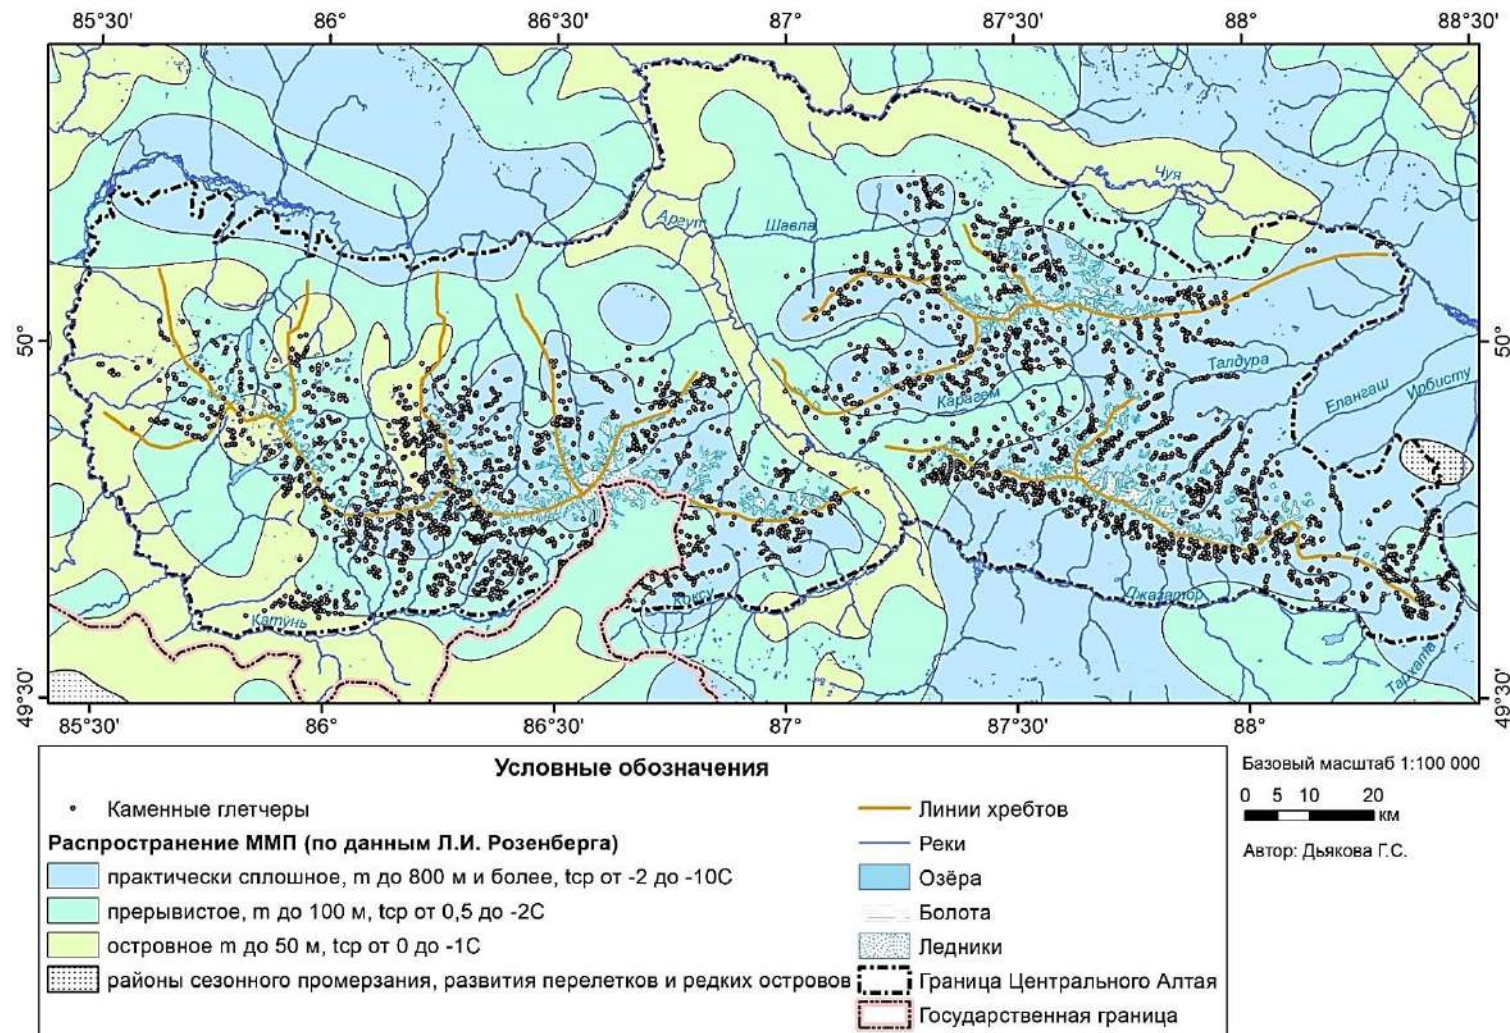 85°30' 86° 86°30' 87° 87°30' 88° 88°30'
Чуя
Аргут
Шавла
50°
50°
Талдура
Карагем
Елангаш
Ирбисту
Коксу
Джазатор
Катунь
Тархата
49°30'
49°30'
85°30' 86° 86°30' 87° 87°30' 88°
Условные обозначения
Каменные глетчеры
Распространение ММП (по данным Л.И. Розенберга)
практически сплошное, m до 800 м и более, tср от -2 до -10С
прерывистое, m до 100 м, tср от 0,5 до -2С
островное m до 50 м, tср от 0 до -1С
районы сезонного промерзания, развития перелетков и редких островов
Линии хребтов
Реки
Озёра
Болота
Ледники
Граница Центрального Алтая
Государственная граница
Базовый масштаб 1:100 000
0 5 10 20
км
Автор: Дьякова Г.С.